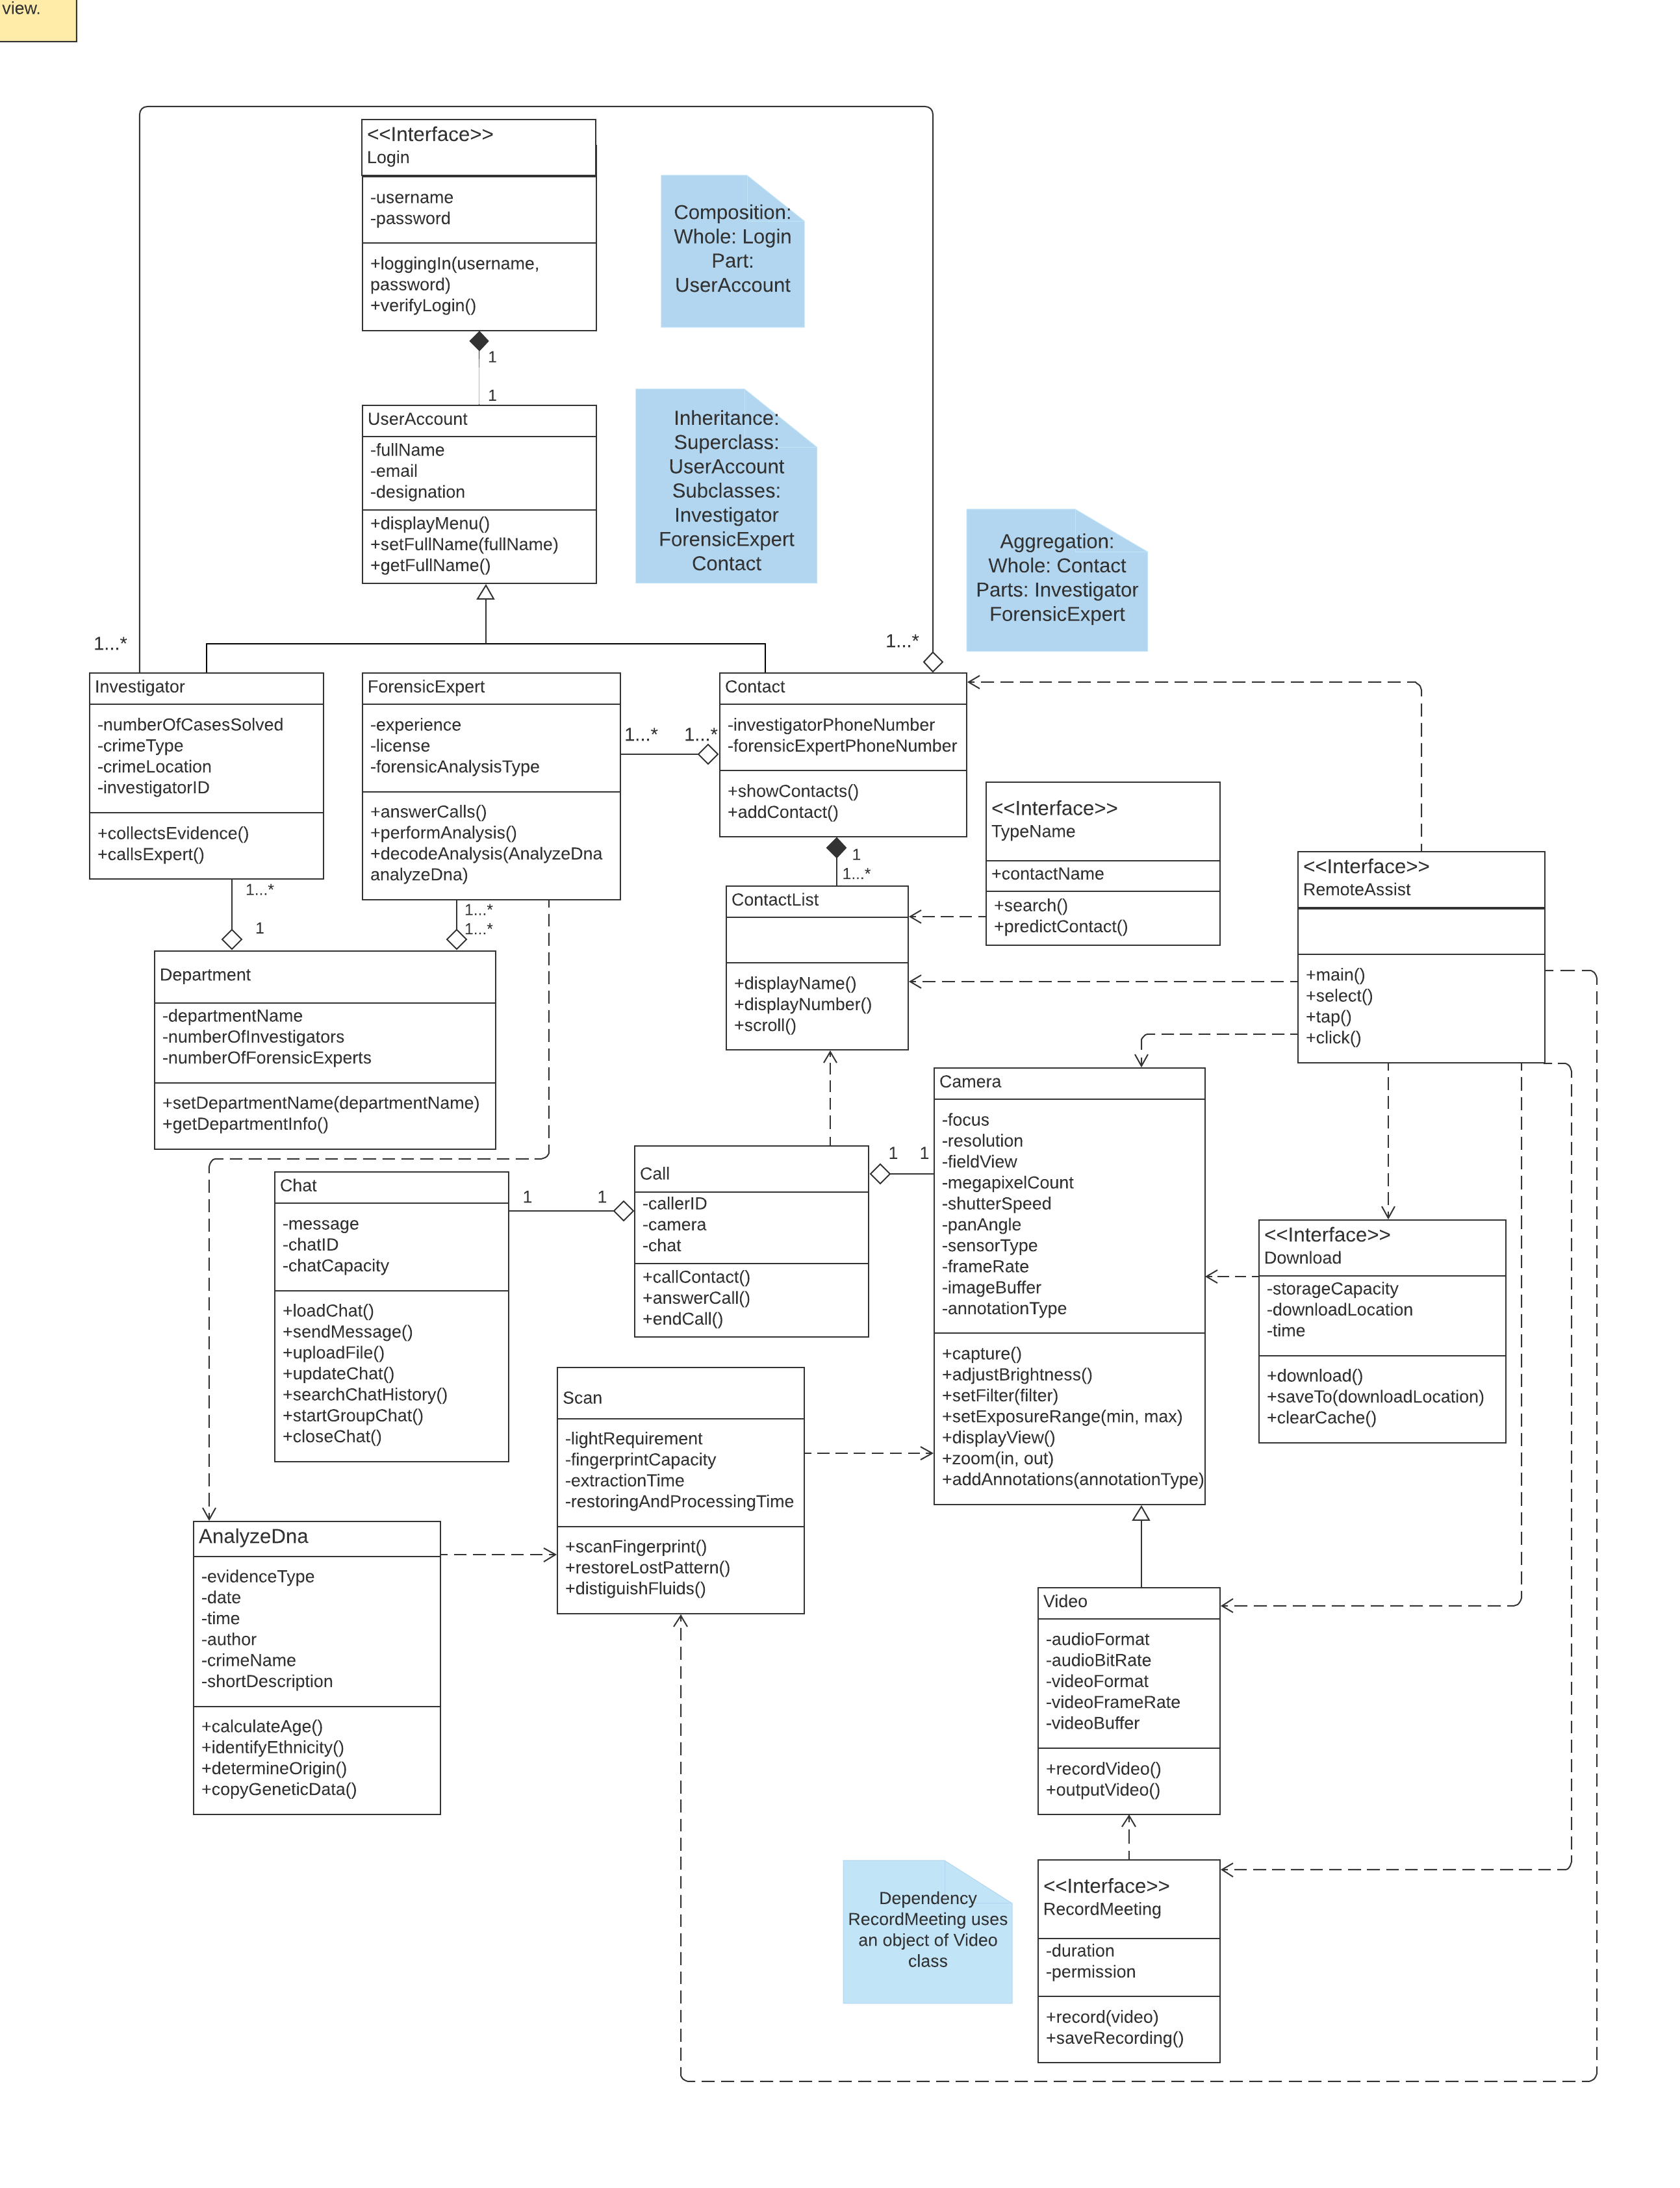 view.
<<Interface>>
Login
-username
-password
+loggingIn(username,
password)
+verifyLogin()
Composition:
Whole: Login
Part:
UserAccount
1
1
UserAccount
-fullName
-email
-designation
+displayMenu()
+setFullName(fullName)
+getFullName()
Inheritance:
Superclass:
UserAccount
Subclasses:
Investigator
ForensicExpert
Contact
Aggregation:
Whole: Contact
Parts: Investigator
ForensicExpert
1...*
1...*
Investigator
-numberOfCasesSolved
-crimeType
-crimeLocation
-investigatorID
+collectsEvidence()
+callsExpert()
ForensicExpert
-experience
-license
-forensicAnalysisType
+answerCalls()
+performAnalysis()
+decodeAnalysis(AnalyzeDna
analyzeDna)
1...*
1...*
Contact
-investigatorPhoneNumber
-forensicExpertPhoneNumber
+showContacts()
+addContact()
<<Interface>>
TypeName
+contactName
+search()
+predictContact()
<<Interface>>
RemoteAssist
+main()
+select()
+tap()
+click()
1
1...*
ContactList
+displayName()
+displayNumber()
+scroll()
1...*
1
1...*
1...*
Department
-departmentName
-numberOfInvestigators
-numberOfForensicExperts
+setDepartmentName(departmentName)
+getDepartmentInfo()
Chat
-message
-chatID
-chatCapacity
+loadChat()
+sendMessage()
+uploadFile()
+updateChat()
+searchChatHistory()
+startGroupChat()
+closeChat()
1
1
Call
-callerID
-camera
-chat
+callContact()
+answerCall()
+endCall()
1
1
Camera
-focus
-resolution
-fieldView
-megapixelCount
-shutterSpeed
-panAngle
-sensorType
-frameRate
-imageBuffer
-annotationType
+capture()
+adjustBrightness()
+setFilter(filter)
+setExposureRange(min, max)
+displayView()
+zoom(in, out)
+addAnnotations(annotationType)
<<Interface>>
Download
-storageCapacity
-downloadLocation
-time
+download()
+saveTo(downloadLocation)
+clearCache()
Scan
-lightRequirement
-fingerprintCapacity
-extractionTime
-restoringAndProcessingTime
+scanFingerprint()
+restoreLostPattern()
+distiguishFluids()
AnalyzeDna
-evidenceType
-date
-time
-author
-crimeName
-shortDescription
+calculateAge()
+identifyEthnicity()
+determineOrigin()
+copyGeneticData()
Video
-audioFormat
-audioBitRate
-videoFormat
-videoFrameRate
-videoBuffer
+recordVideo()
+outputVideo()
Dependency
RecordMeeting uses
an object of Video
class
<<Interface>>
RecordMeeting
-duration
-permission
+record(video)
+saveRecording()